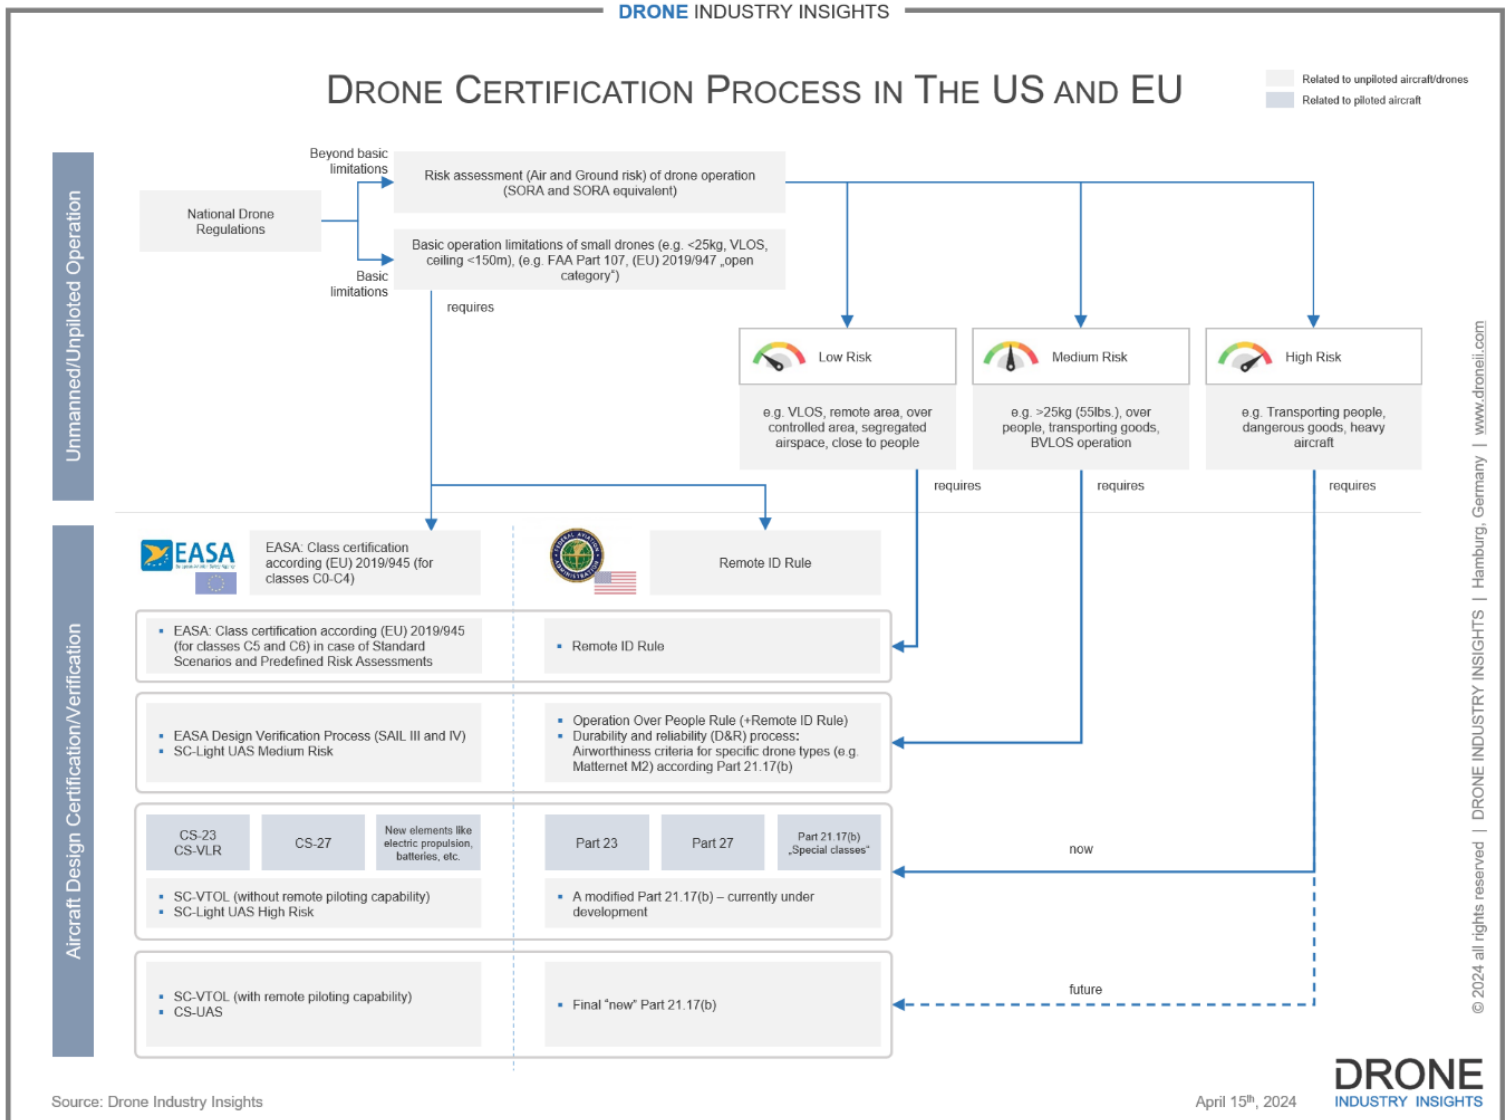 DRONE INDUSTRY INSIGHTS
DRONE CERTIFICATION PROCESS IN THE US AND EU
Related to unpiloted aircraft/drones
Related to piloted aircraft
Unmanned/Unpiloted Operation
National Drone
Regulations
Beyond basic
limitations
Risk assessment (Air and Ground risk) of drone operation
(SORA and SORA equivalent)
Basic
limitations
Basic operation limitations of small drones (e.g. <25kg, VLOS,
ceiling <150m), (e.g. FAA Part 107, (EU) 2019/947 „open
category“)
requires
Low Risk
e.g. VLOS, remote area, over
controlled area, segregated
airspace, close to people
requires
Medium Risk
e.g. >25kg (55lbs.), over
people, transporting goods,
BVLOS operation
requires
High Risk
e.g. Transporting people,
dangerous goods, heavy
aircraft
requires
Aircraft Design Certification/Verification
EASA
EASA: Class certification
according (EU) 2019/945 (for
classes C0-C4)
FEDERAL AVIATION
ADMINISTRATION
Remote ID Rule
▪ EASA: Class certification according (EU) 2019/945
(for classes C5 and C6) in case of Standard
Scenarios and Predefined Risk Assessments
▪ Remote ID Rule
▪ EASA Design Verification Process (SAIL III and IV)
▪ SC-Light UAS Medium Risk
▪ Operation Over People Rule (+Remote ID Rule)
▪ Durability and reliability (D&R) process:
Airworthiness criteria for specific drone types (e.g.
Matternet M2) according Part 21.17(b)
CS-23
CS-VLR
CS-27
New elements like
electric propulsion,
batteries, etc.
Part 23
Part 27
Part 21.17(b)
„Special classes“
▪ SC-VTOL (without remote piloting capability)
▪ SC-Light UAS High Risk
▪ A modified Part 21.17(b) – currently under
development
now
▪ SC-VTOL (with remote piloting capability)
▪ CS-UAS
▪ Final “new” Part 21.17(b)
future
© 2024 all rights reserved | DRONE INDUSTRY INSIGHTS | Hamburg, Germany | www.droneii.com
Source: Drone Industry Insights
April 15th, 2024
DRONE
INDUSTRY INSIGHTS